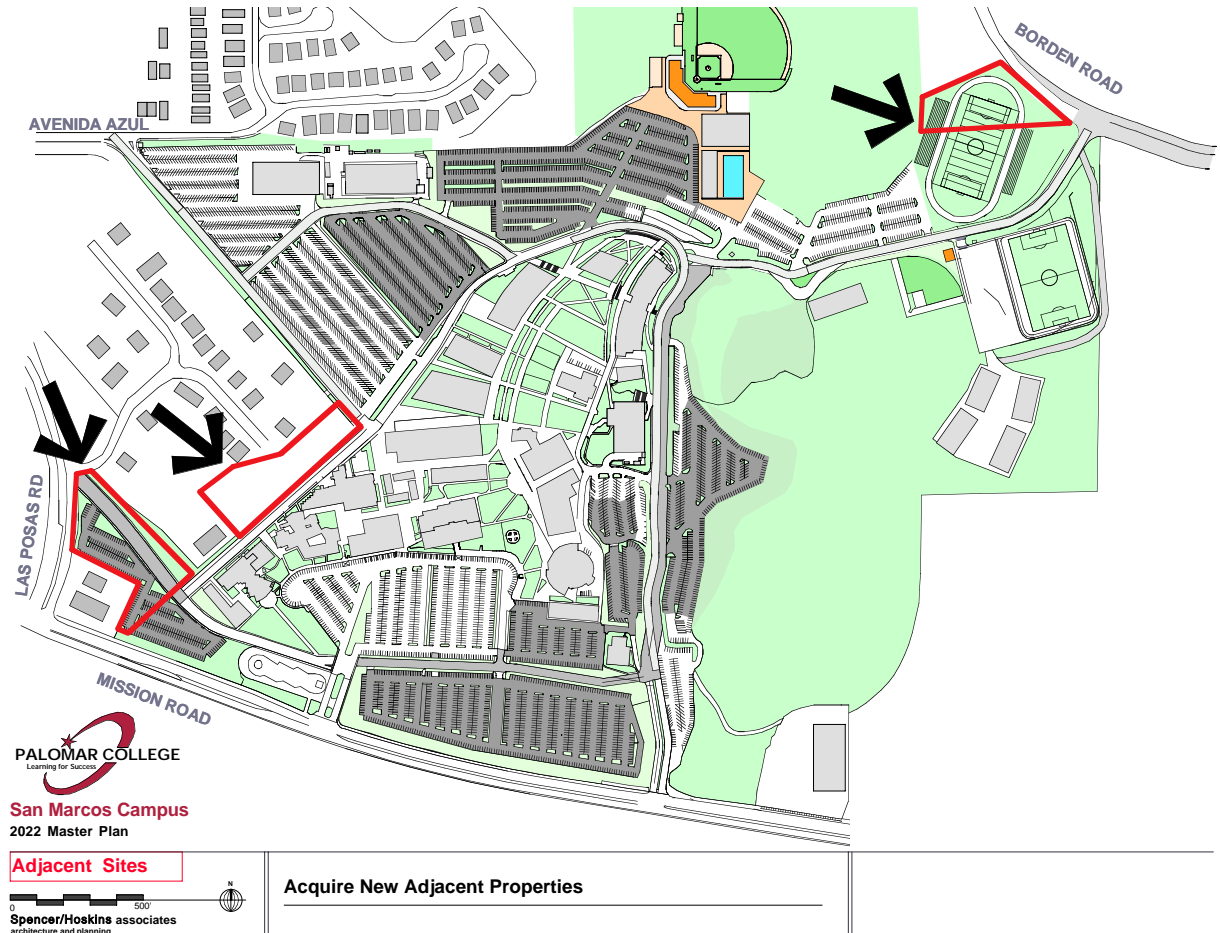 BORDEN ROAD
AVENIDA AZUL
LAS POSAS RD
MISSION ROAD
PALOMAR COLLEGE
Learning for Success
San Marcos Campus
2022 Master Plan
Adjacent Sites
Acquire New Adjacent Properties
N
0 500'
Spencer/Hoskins associates
architecture and planning